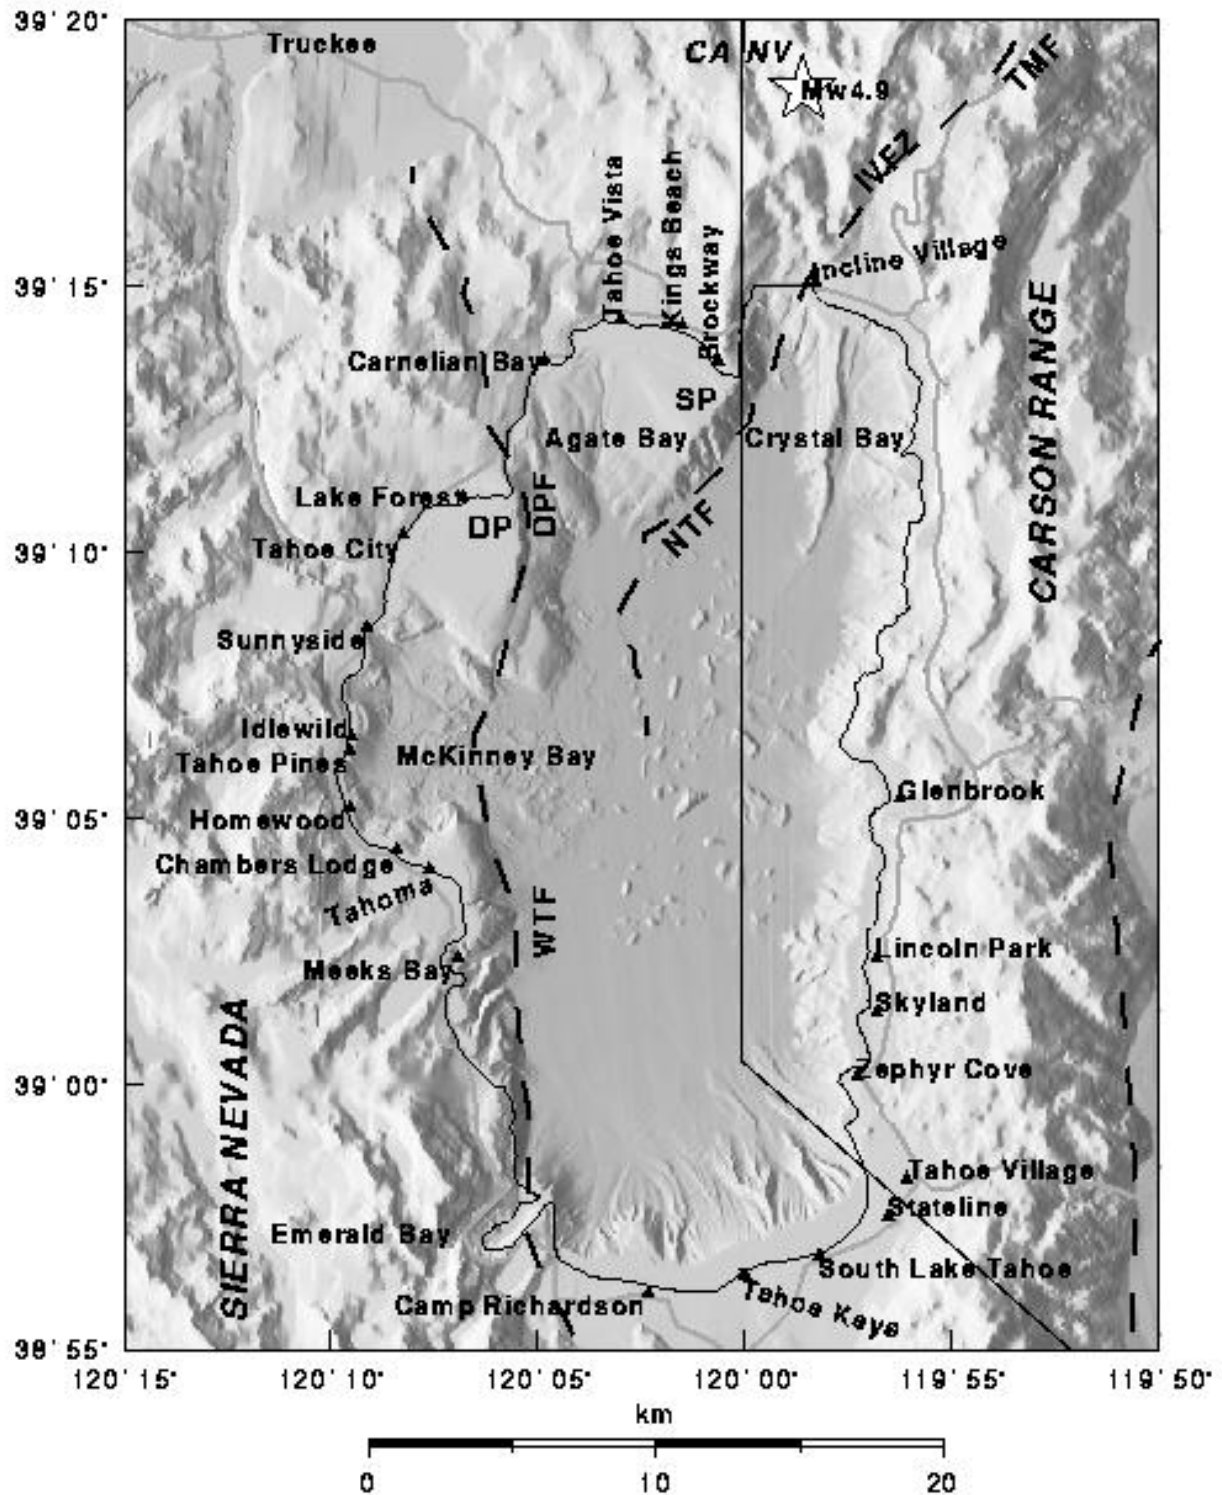 39˚ 20'
Truckee
CA NV
TMF
Mw4.9
IVFZ
Tahoe Vista
Kings Beach
Brockway
Incline Village
39˚ 15'
Carnelian Bay
SP
Agate Bay
Crystal Bay
CARSON RANGE
Lake Forest
DP
DPF
NTF
Tahoe City
39˚ 10'
Sunnyside
Idlewild
Tahoe Pines
McKinney Bay
Glenbrook
39˚ 05'
Homewood
Chambers Lodge
Tahoma
WTF
Lincoln Park
Meeks Bay
Skyland
39˚ 00'
Zephyr Cove
SIERRA NEVADA
Tahoe Village
Stateline
Emerald Bay
South Lake Tahoe
Camp Richardson
Tahoe Keys
38˚ 55'
120˚ 15' 120˚ 10' 120˚ 05' 120˚ 00' 119˚ 55' 119˚ 50'
km
0 10 20